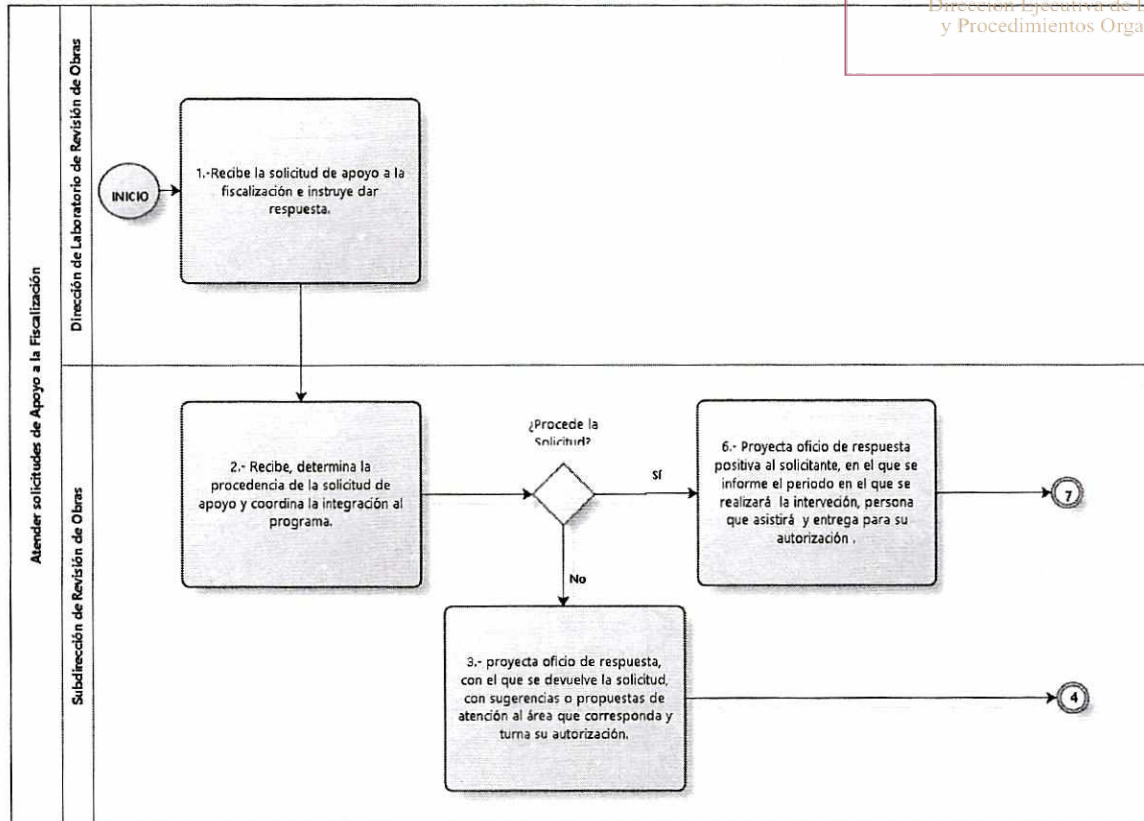 Dirección Ejecutiva de
y Procedimientos Orga
Atender solicitudes de Apoyo a la Fiscalización
Dirección de Laboratorio de Revisión de Obras
INICIO
1.-Recibe la solicitud de apoyo a la
fiscalización e instruye dar
respuesta.
Subdirección de Revisión de Obras
2.- Recibe, determina la
procedencia de la solicitud de
apoyo y coordina la integración al
programa.
¿Procede la
Solicitud?
Sí
No
6.- Proyecta oficio de respuesta
positiva al solicitante, en el que se
informe el periodo en el que se
realizará la interveción, persona
que asistirá y entrega para su
autorización .
7
3.- proyecta oficio de respuesta,
con el que se devuelve la solicitud,
con sugerencias o propuestas de
atención al área que corresponda y
turna su autorización.
4